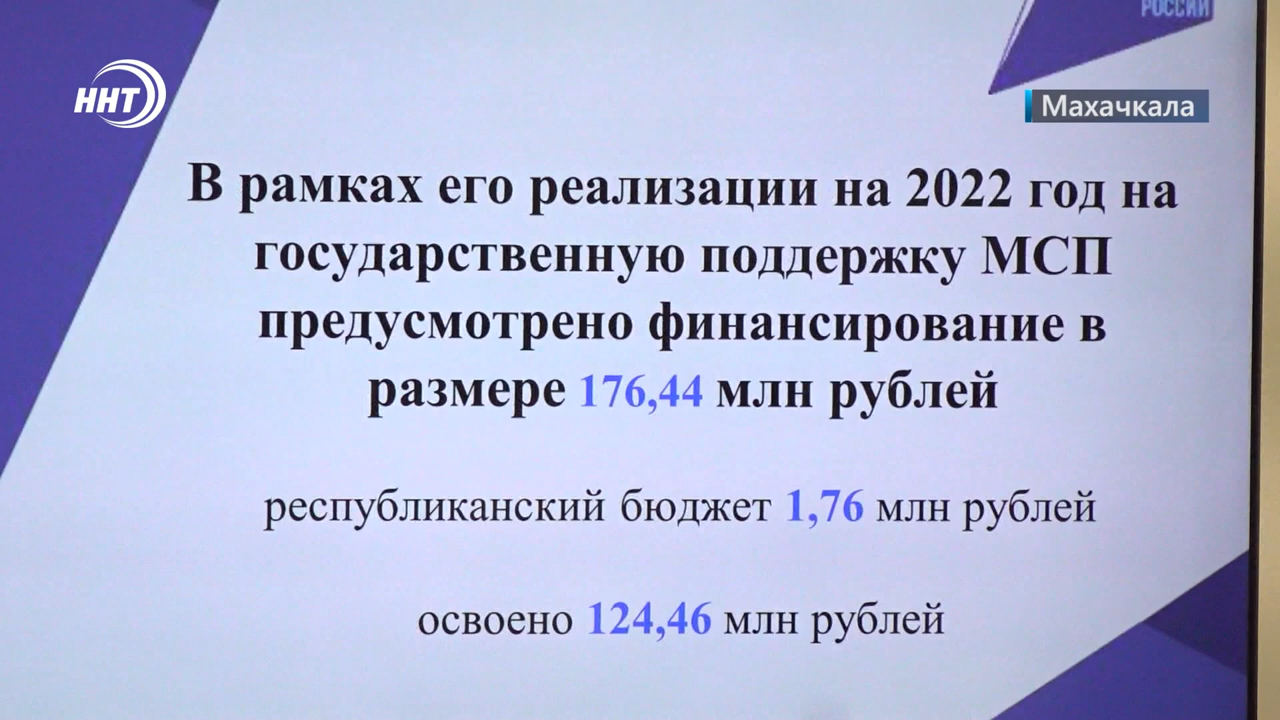 РОССИИ
ННТ
Махачкала
В рамках его реализации на 2022 год на
государственную поддержку МСП
предусмотрено финансирование в
размере 176,44 млн рублей
республиканский бюджет 1,76 млн рублей
освоено 124,46 млн рублей